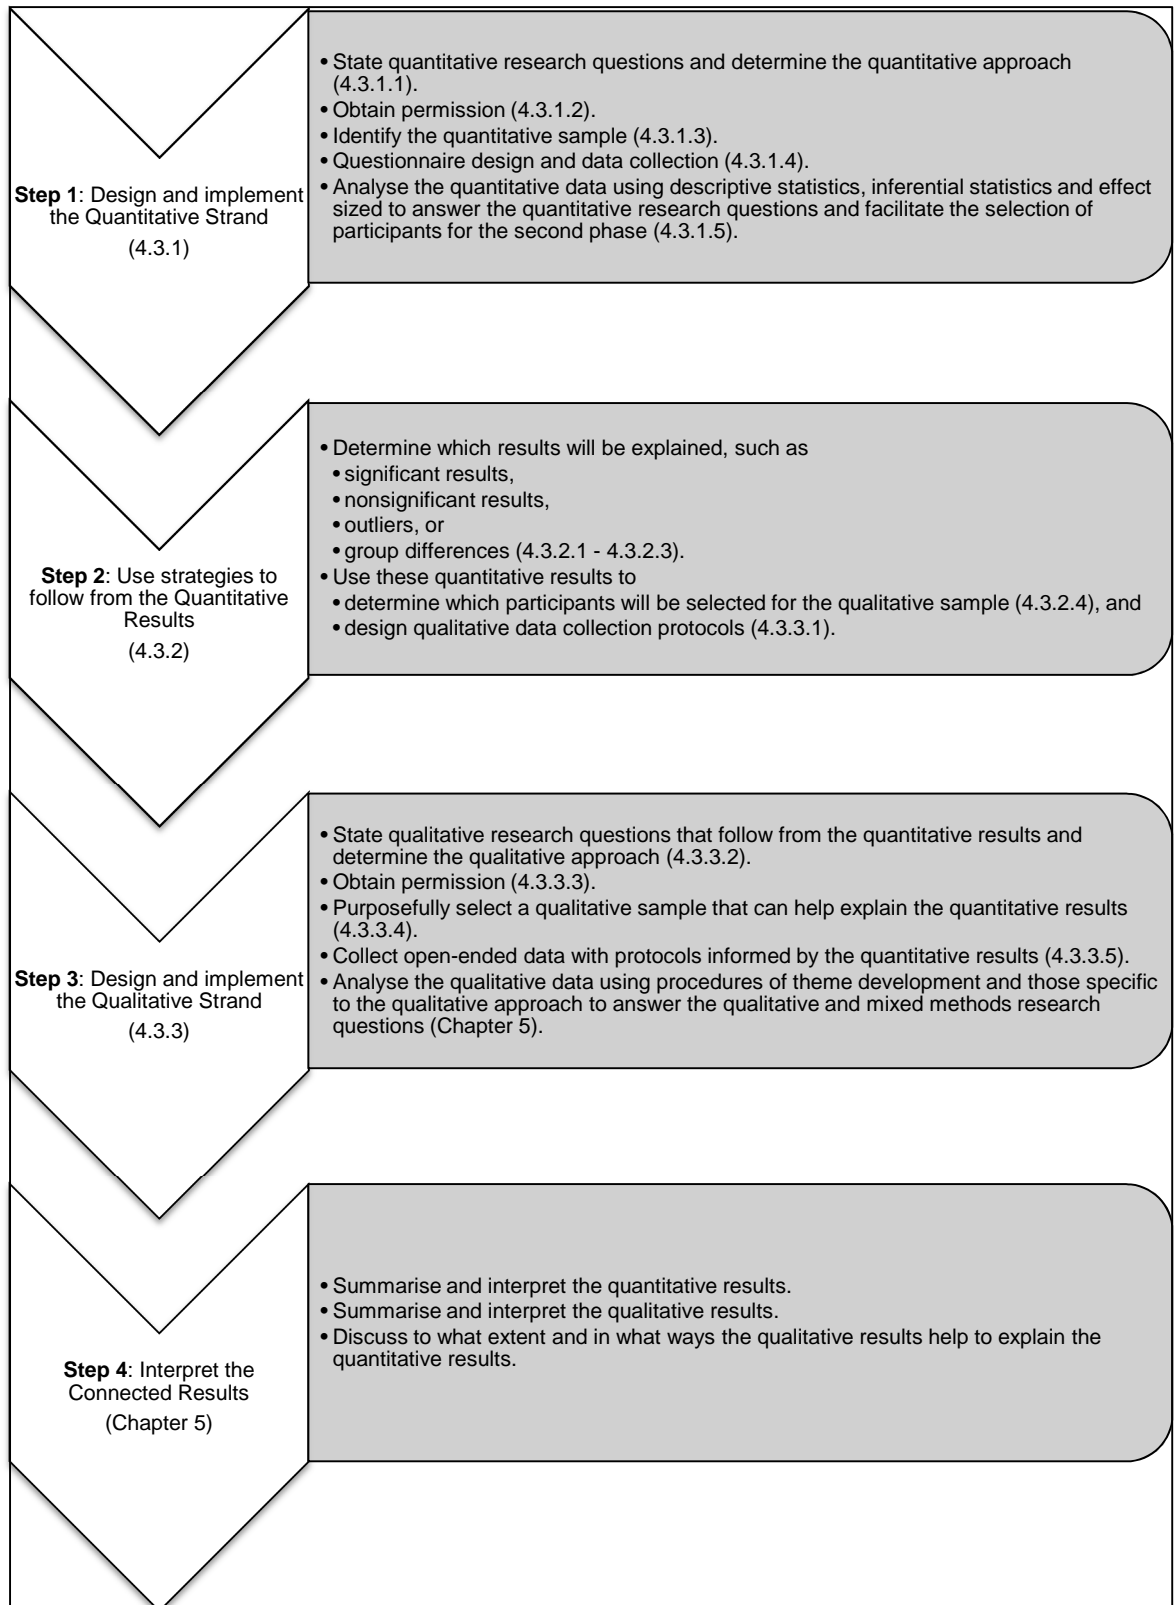 Step 1: Design and implement
the Quantitative Strand
(4.3.1)
• State quantitative research questions and determine the quantitative approach
(4.3.1.1).
• Obtain permission (4.3.1.2).
• Identify the quantitative sample (4.3.1.3).
• Questionnaire design and data collection (4.3.1.4).
• Analyse the quantitative data using descriptive statistics, inferential statistics and effect
sized to answer the quantitative research questions and facilitate the selection of
participants for the second phase (4.3.1.5).
Step 2: Use strategies to
follow from the Quantitative
Results
(4.3.2)
• Determine which results will be explained, such as
• significant results,
• nonsignificant results,
• outliers, or
• group differences (4.3.2.1 - 4.3.2.3).
• Use these quantitative results to
• determine which participants will be selected for the qualitative sample (4.3.2.4), and
• design qualitative data collection protocols (4.3.3.1).
Step 3: Design and implement
the Qualitative Strand
(4.3.3)
• State qualitative research questions that follow from the quantitative results and
determine the qualitative approach (4.3.3.2).
• Obtain permission (4.3.3.3).
• Purposefully select a qualitative sample that can help explain the quantitative results
(4.3.3.4).
• Collect open-ended data with protocols informed by the quantitative results (4.3.3.5).
• Analyse the qualitative data using procedures of theme development and those specific
to the qualitative approach to answer the qualitative and mixed methods research
questions (Chapter 5).
Step 4: Interpret the
Connected Results
(Chapter 5)
• Summarise and interpret the quantitative results.
• Summarise and interpret the qualitative results.
• Discuss to what extent and in what ways the qualitative results help to explain the
quantitative results.